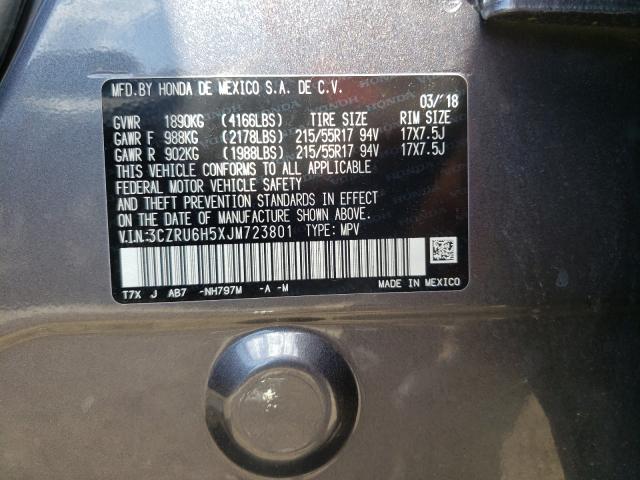 MFD.BY HONDA DE MEXICO S.A. DE C.V.
03/'18
GVWR 1890KG (4166LBS) TIRE SIZE RIM SIZE
GAWR F 988KG (2178LBS) 215/55R17 94V 17X7.5J
GAWR R 902KG (1988LBS) 215/55R17 94V 17X7.5J
THIS VEHICLE CONFORMS TO ALL APPLICABLE
FEDERAL MOTOR VEHICLE SAFETY
AND THEFT PREVENTION STANDARDS IN EFFECT
ON THE DATE OF MANUFACTURE SHOWN ABOVE.
V.I.N:3CZRU6H5XJM723801 TYPE: MPV
T7X J AB7 -NH797M -A -M
MADE IN MEXICO